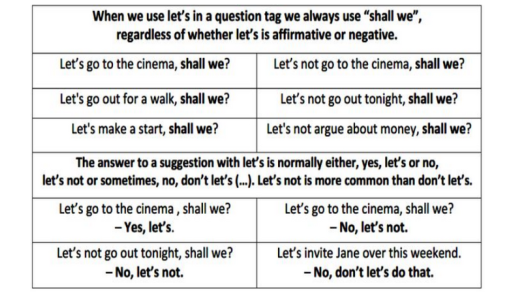 When we use let's in a question tag we always use “shall we”,
regardless of whether let's is affirmative or negative.
Let's go to the cinema, shall we?
Let's not go to the cinema, shall we?
Let's go out for a walk, shall we?
Let's not go out tonight, shall we?
Let's make a start, shall we?
Let's not argue about money, shall we?
The answer to a suggestion with let's is normally either, yes, let's or no,
let's not or sometimes, no, don't let's (...). Let's not is more common than don't let's.
Let's go to the cinema , shall we?
– Yes, let's.
Let's go to the cinema, shall we?
– No, let's not.
Let's not go out tonight, shall we?
– No, let's not.
Let's invite Jane over this weekend.
– No, don't let's do that.